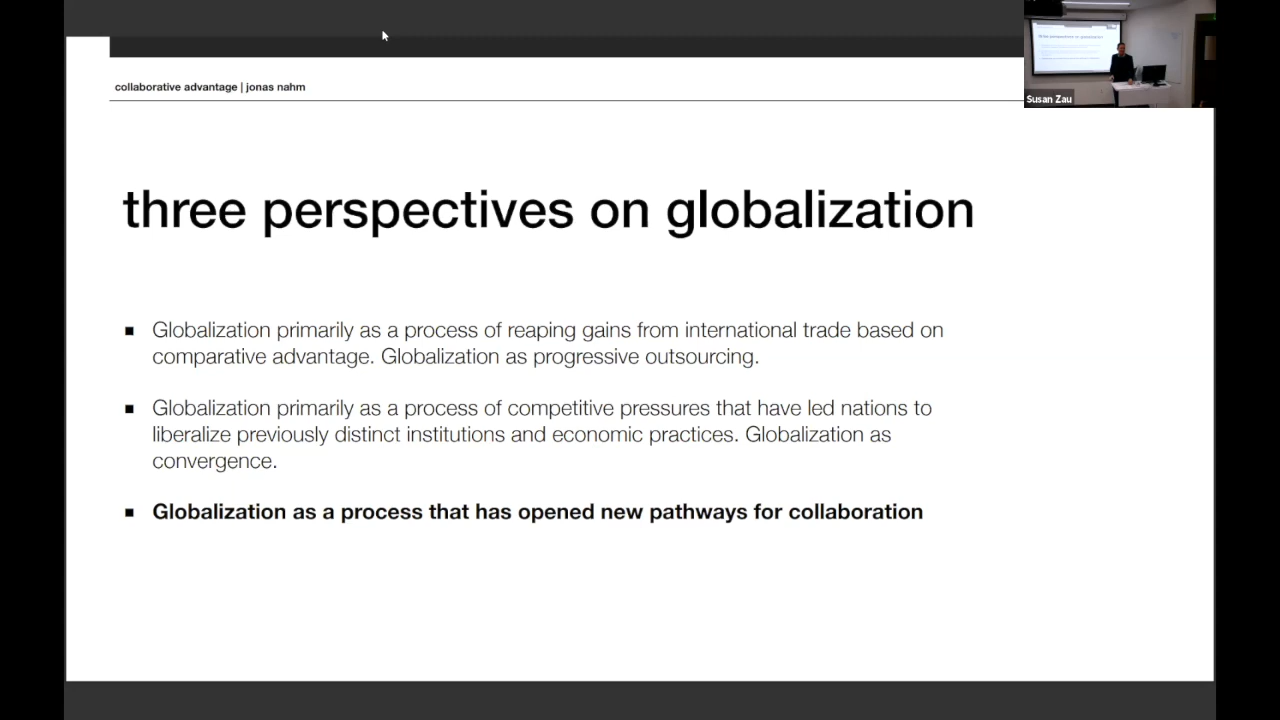 collaborative advantage | jonas nahm
Susan Zau
three perspectives on globalization
Globalization primarily as a process of reaping gains from international trade based on
comparative advantage. Globalization as progressive outsourcing.
Globalization primarily as a process of competitive pressures that have led nations to
liberalize previously distinct institutions and economic practices. Globalization as
convergence.
Globalization as a process that has opened new pathways for collaboration